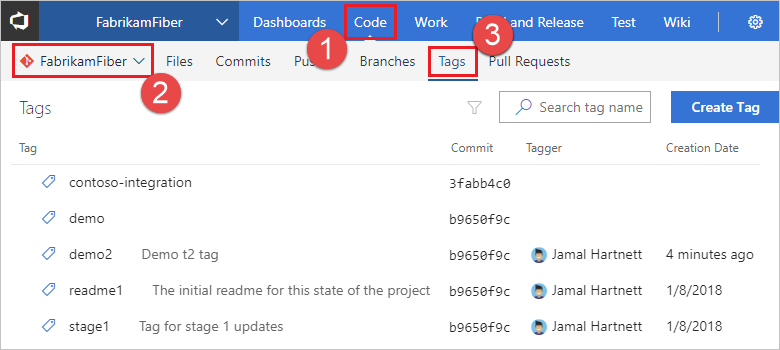 FabrikamFiber Dashboards Code Work and Release Test Wiki
1 3
FabrikamFiber Files Commits Pus Branches Tags Pull Requests
2
Tags Search tag name Create Tag
Tag Commit Tagger Creation Date
contoso-integration 3fabb4c0
demo b9650f9c
demo2 Demo t2 tag b9650f9c Jamal Hartnett 4 minutes ago
readme1 The initial readme for this state of the project b9650f9c Jamal Hartnett 1/8/2018
stage1 Tag for stage 1 updates b9650f9c Jamal Hartnett 1/8/2018